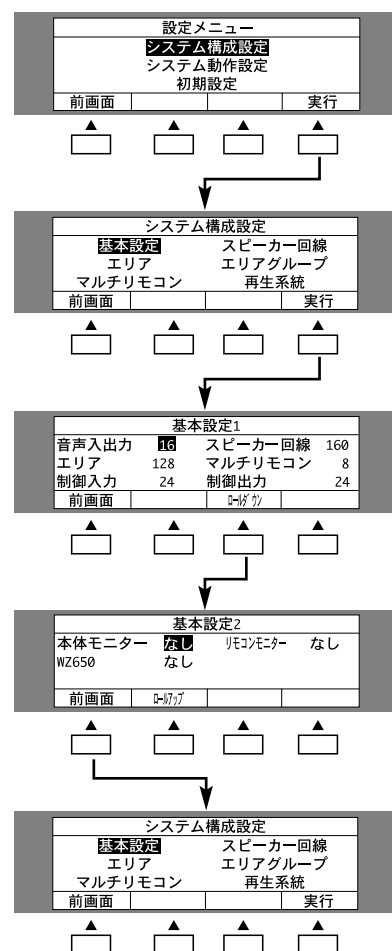 設定メニュー
システム構成設定
システム動作設定
初期設定
前画面 実行
システム構成設定
基本設定 スピーカー回線
エリア エリアグループ
マルチリモコン 再生系統
前画面 実行
基本設定1
音声入出力 16 スピーカー回線 160
エリア 128 マルチリモコン 8
制御入力 24 制御出力 24
前画面 ﾛｰﾙﾀﾞｳﾝ
基本設定2
本体モニター なし ﾘﾓｺﾝﾓﾆﾀｰ なし
WZ650 なし
前画面 ﾛｰﾙｱｯﾌﾟ
システム構成設定
基本設定 スピーカー回線
エリア エリアグループ
マルチリモコン 再生系統
前画面 実行